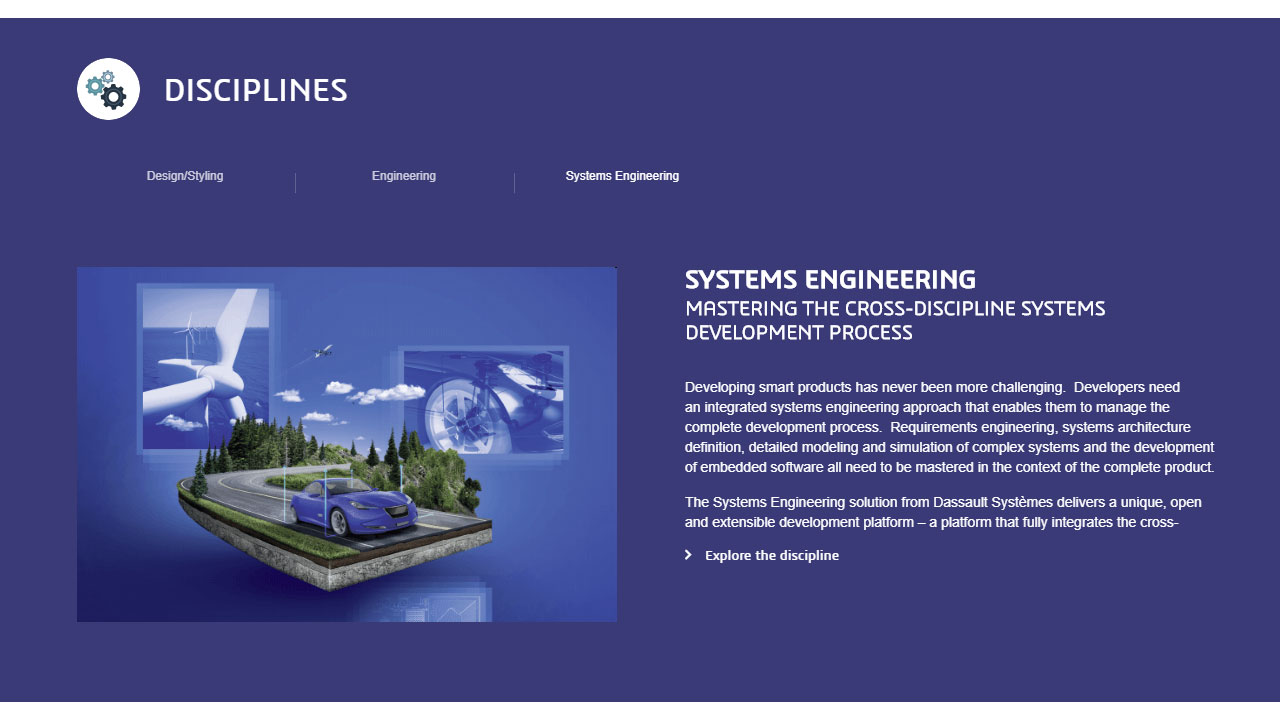 DISCIPLINES
Design/Styling
Engineering
Systems Engineering
SYSTEMS ENGINEERING
MASTERING THE CROSS-DISCIPLINE SYSTEMS
DEVELOPMENT PROCESS
Developing smart products has never been more challenging.  Developers need
an integrated systems engineering approach that enables them to manage the
complete development process.  Requirements engineering, systems architecture
definition, detailed modeling and simulation of complex systems and the development
of embedded software all need to be mastered in the context of the complete product.
The Systems Engineering solution from Dassault Systèmes delivers a unique, open
and extensible development platform – a platform that fully integrates the cross-
Explore the discipline